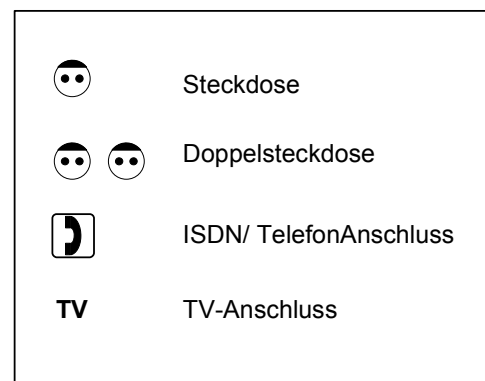 Steckdose
Doppelsteckdose
ISDN/ TelefonAnschluss
TV TV-Anschluss